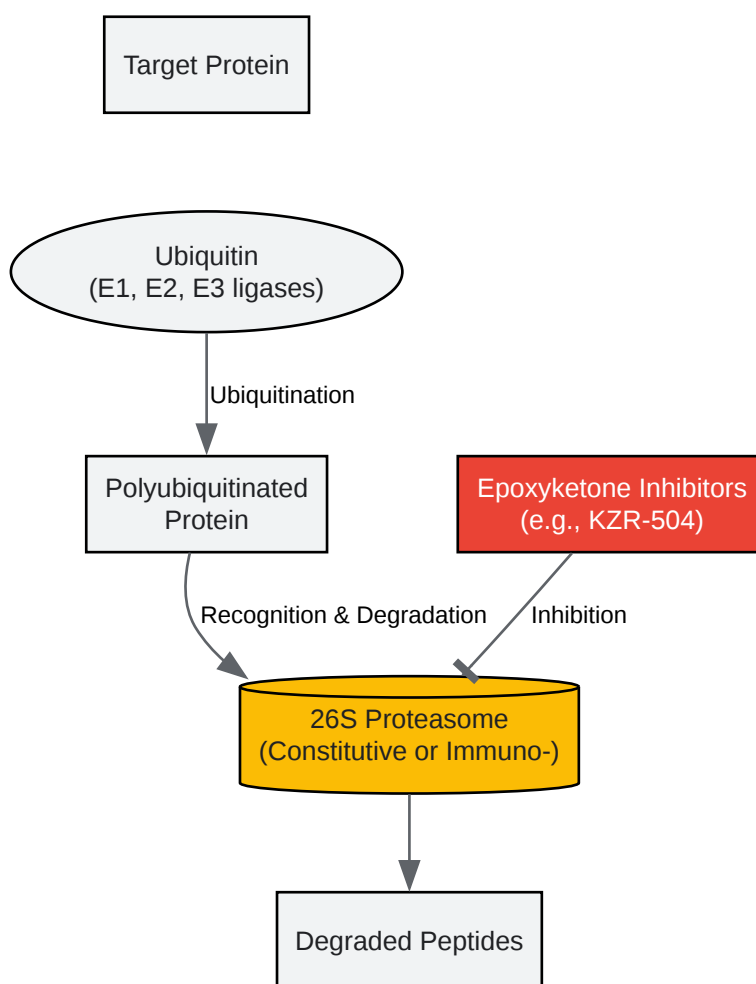 Target Protein
Ubiquitin
(E1, E2, E3 ligases)
Ubiquitination
Polyubiquitinated
Protein
Epoxyketone Inhibitors
(e.g., KZR-504)
Recognition & Degradation
Inhibition
26S Proteasome
(Constitutive or Immuno-)
Degraded Peptides